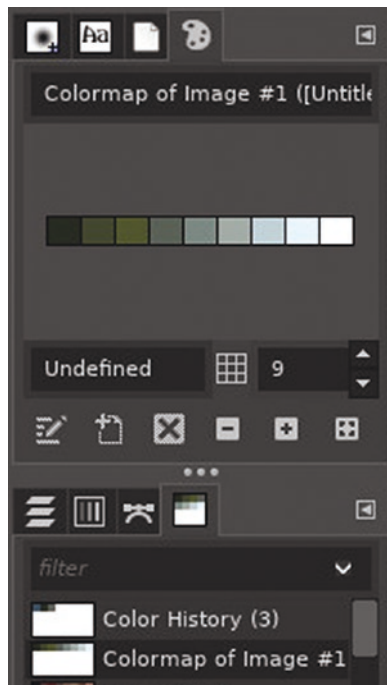 Aa
Colormap of Image #1 ([Untitle
Undefined 9
filter
Color History (3)
Colormap of Image #1